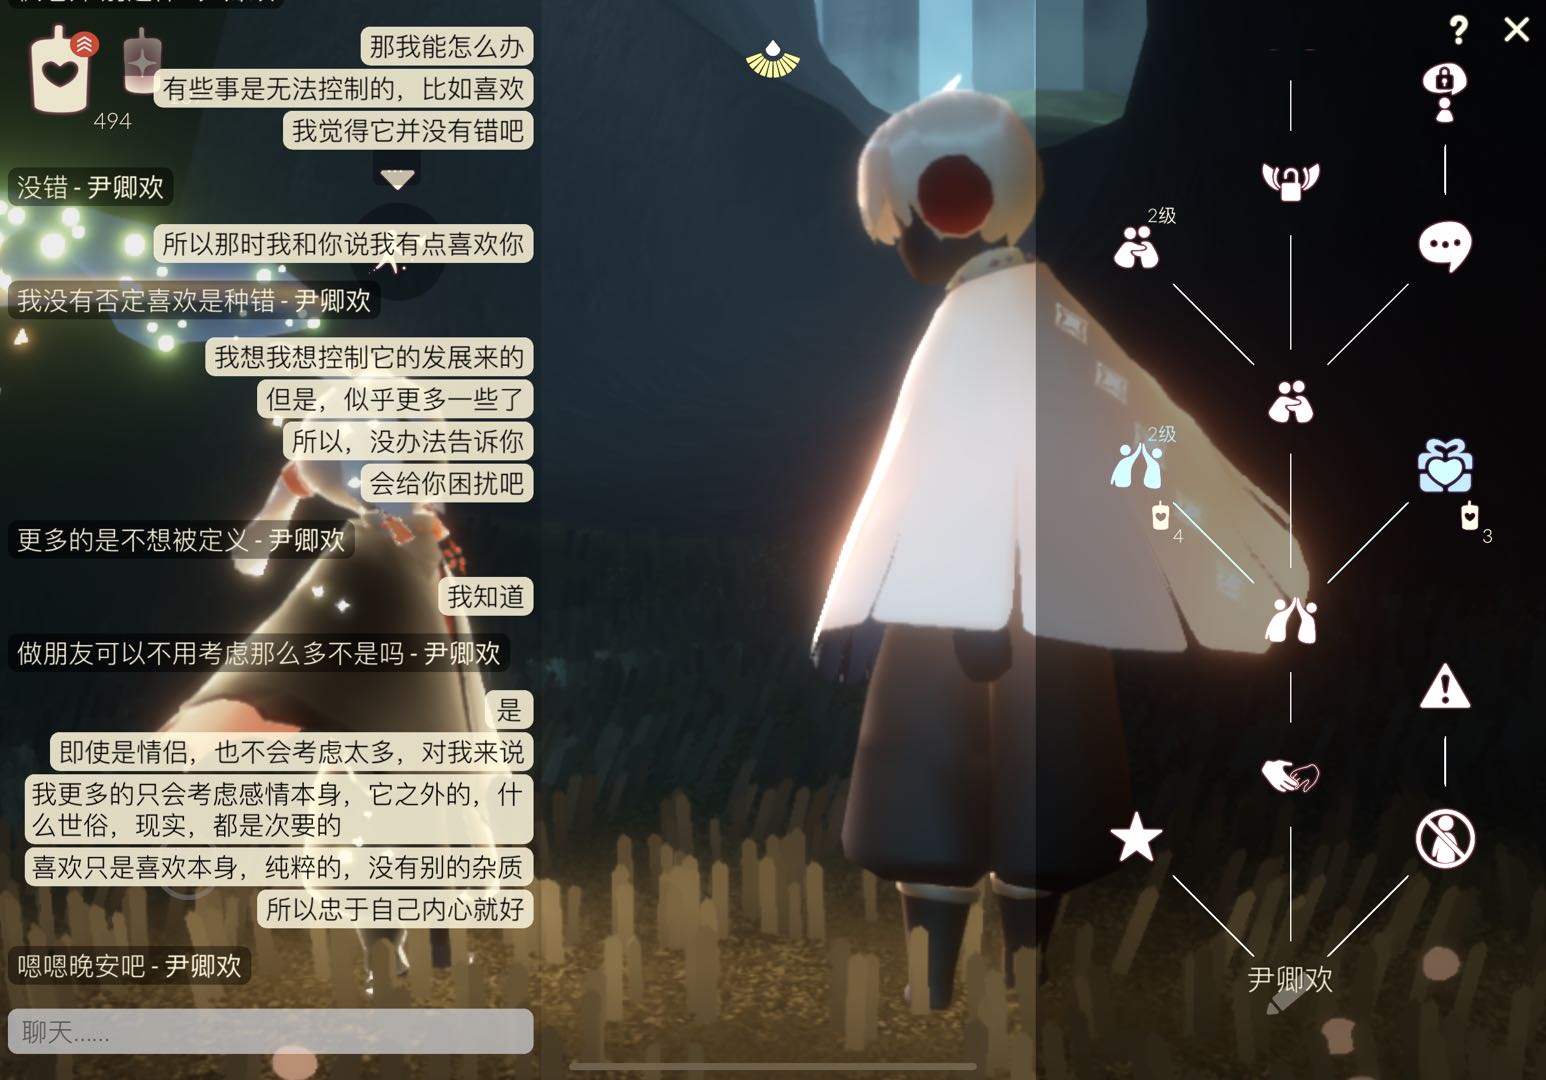 那我能怎么办
494
有些事是无法控制的，比如喜欢
我觉得它并没有错吧
没错 - 尹卿欢
所以那时我和你说我有点喜欢你
我没有否定喜欢是种错 - 尹卿欢
我想我想控制它的发展来的
但是，似乎更多一些了
所以，没办法告诉你
会给你困扰吧
更多的是不想被定义 - 尹卿欢
我知道
做朋友可以不用考虑那么多不是吗 - 尹卿欢
是
即使是情侣，也不会考虑太多，对我来说
我更多的只会考虑感情本身，它之外的，什
么世俗，现实，都是次要的
喜欢只是喜欢本身，纯粹的，没有别的杂质
所以忠于自己内心就好
嗯嗯晚安吧 - 尹卿欢
聊天......
?
2级
2级
4
3
尹卿欢